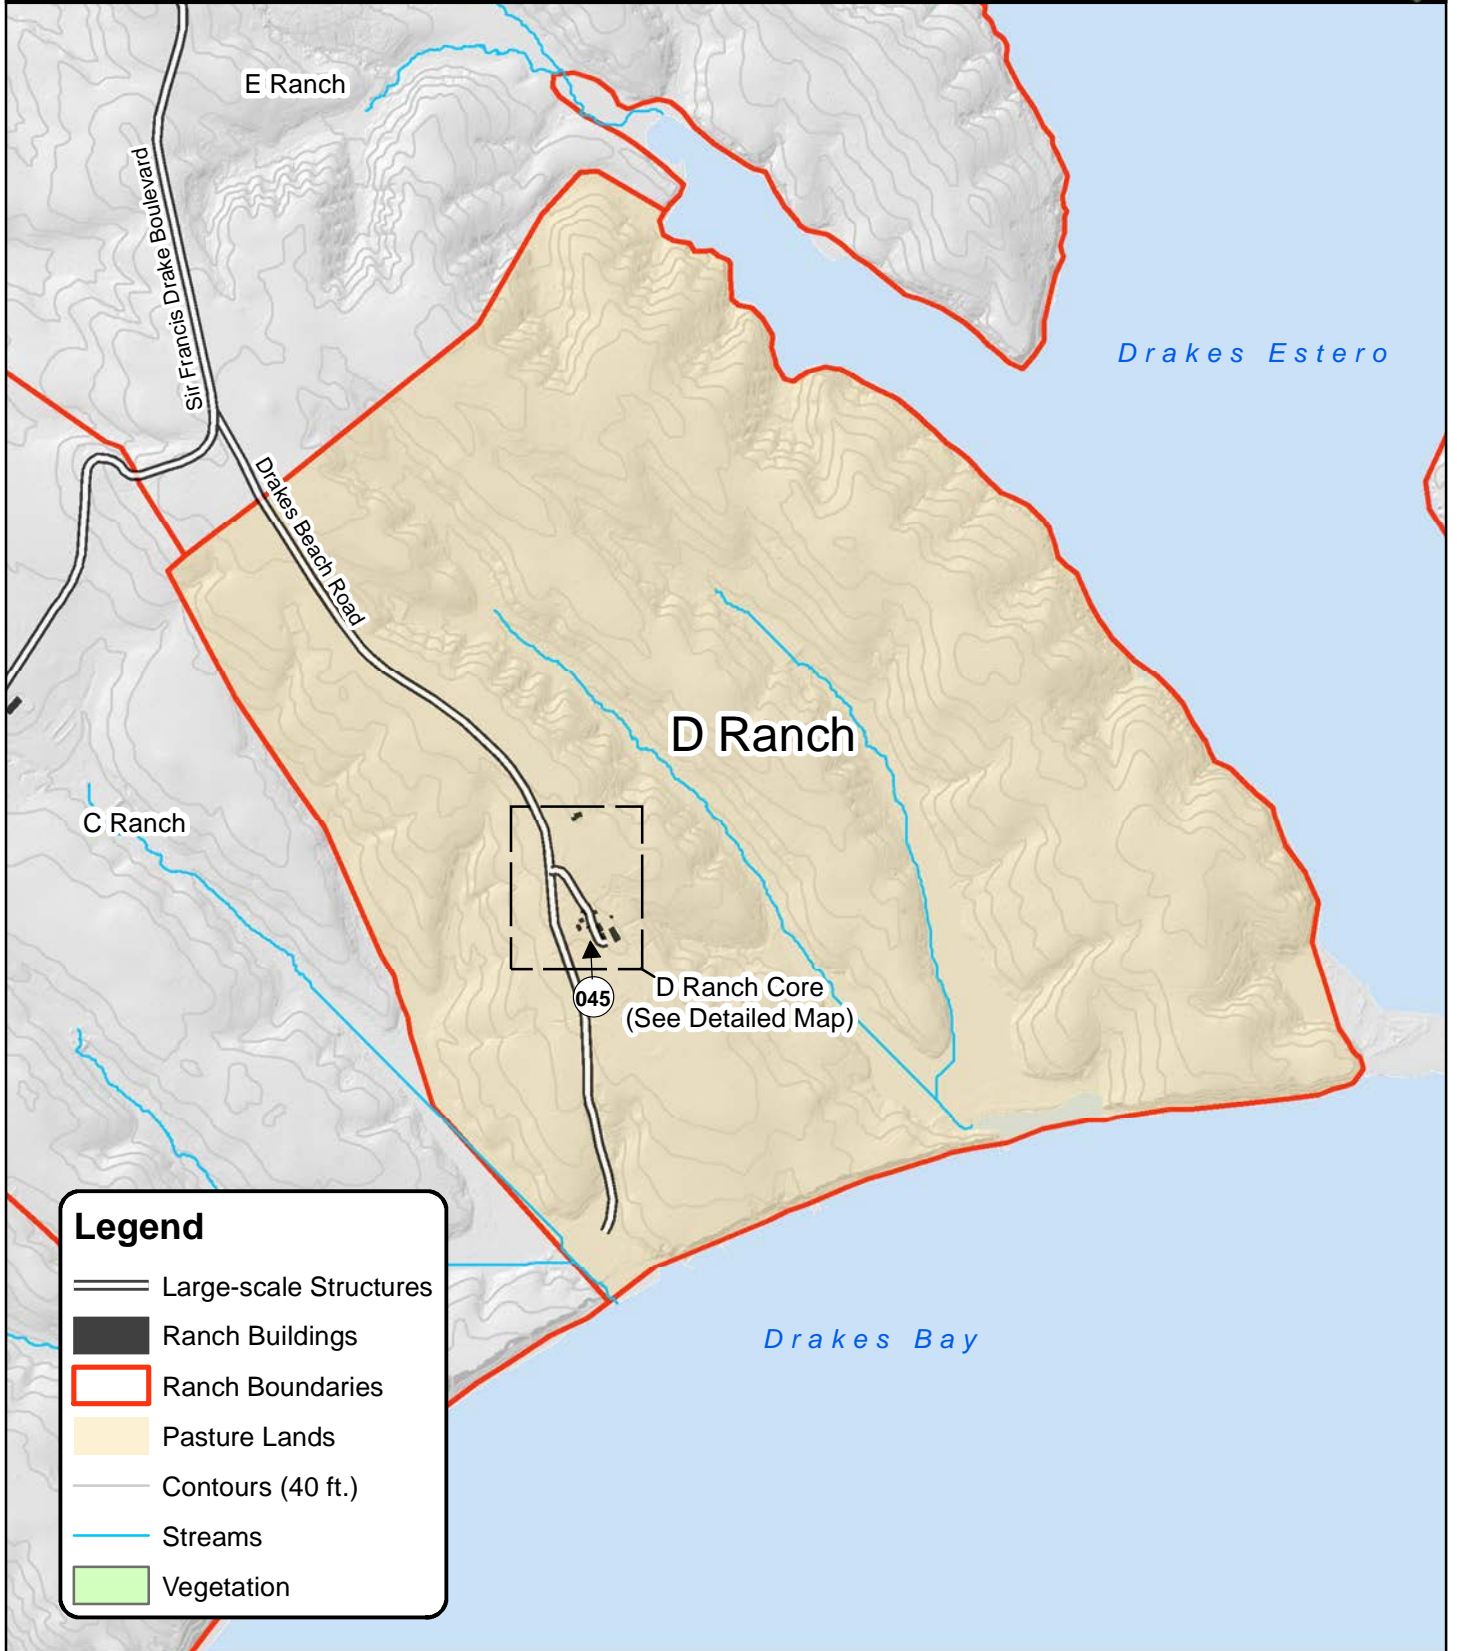 E Ranch
Sir Francis Drake Boulevard
Drakes Estero
Drakes Beach Road
D Ranch
C Ranch
045
D Ranch Core
(See Detailed Map)
Drakes Bay
Legend
Large-scale Structures
Ranch Buildings
Ranch Boundaries
Pasture Lands
Contours (40 ft.)
Streams
Vegetation